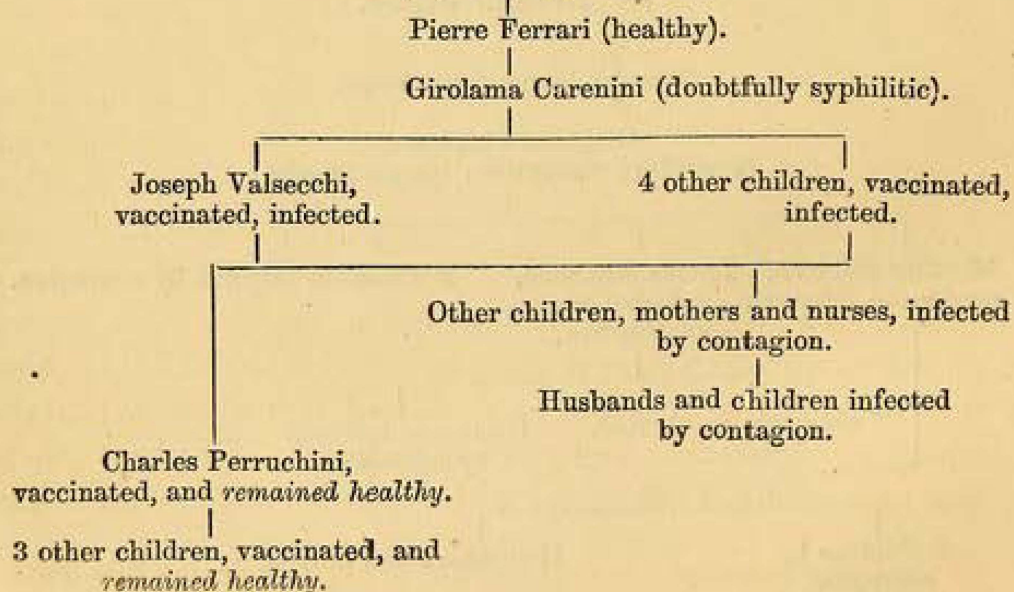 Pierre Ferrari (healthy).
Girolama Carenini (doubtfully syphilitic).
Joseph Valsecchi,
vaccinated, infected.
4 other children, vaccinated,
infected.
Other children, mothers and nurses, infected
by contagion.
Husbands and children infected
by contagion.
Charles Perruchini,
vaccinated, and remained healthy.
3 other children, vaccinated, and
remained healthy.